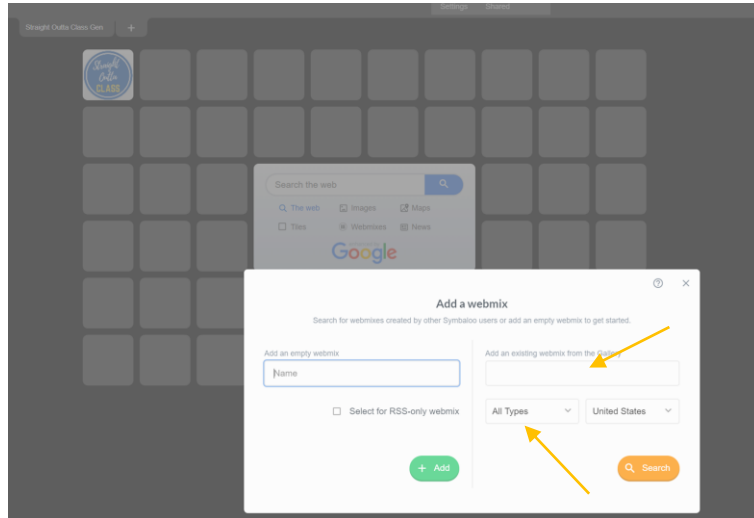 Settings Shared
Straight Outta Class Gen +
Straight
Outta
CLASS
Search the web
The web Images Maps
Tiles Webmixes News
Google
Add a webmix
Search for webmixes created by other Symbaloo users or add an empty webmix to get started.
Add an empty webmix Add an existing webmix from the Gallery
Name
Select for RSS-only webmix All Types United States
+ Add Search